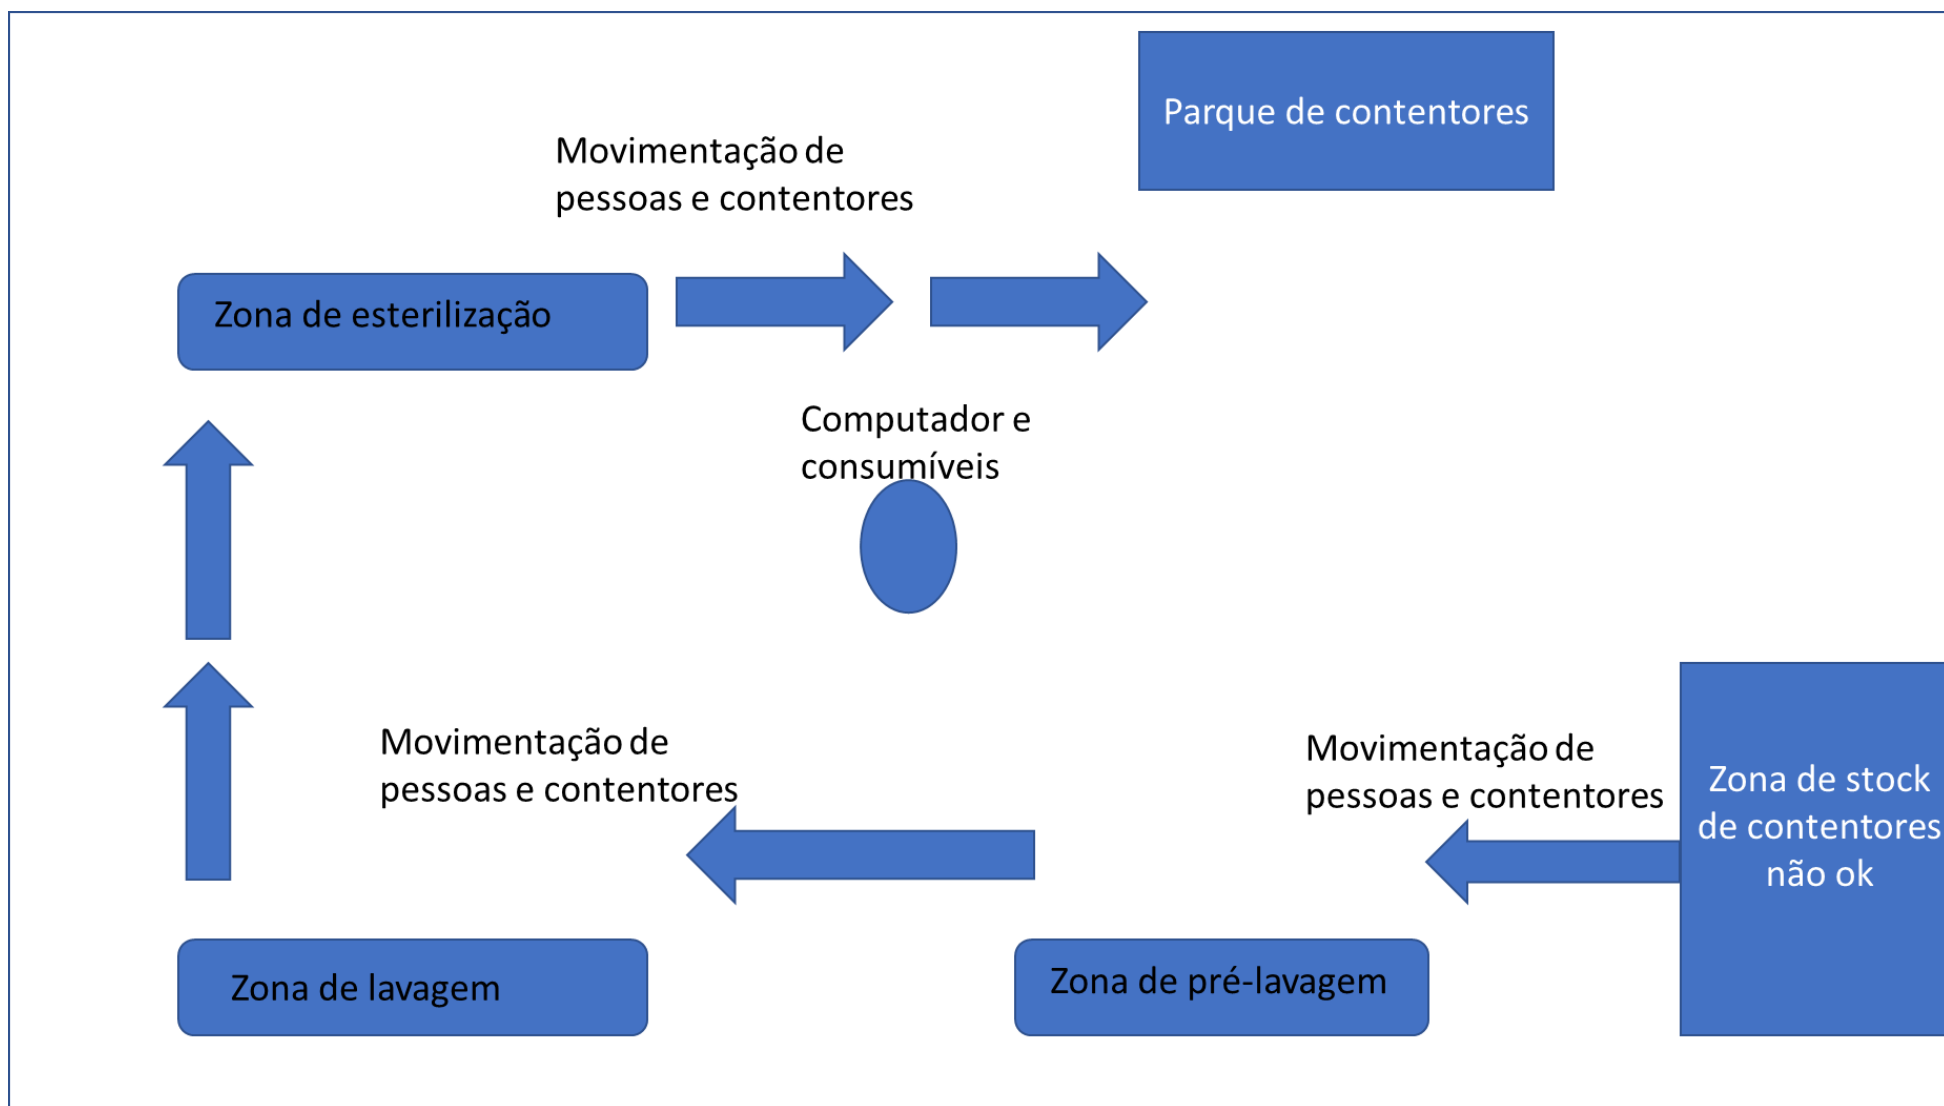 Parque de contentores
Movimentação de
pessoas e contentores
Zona de esterilização
Computador e
consumíveis
Movimentação de
pessoas e contentores
Movimentação de
pessoas e contentores
Zona de stock
de contentores
não ok
Zona de lavagem
Zona de pré-lavagem